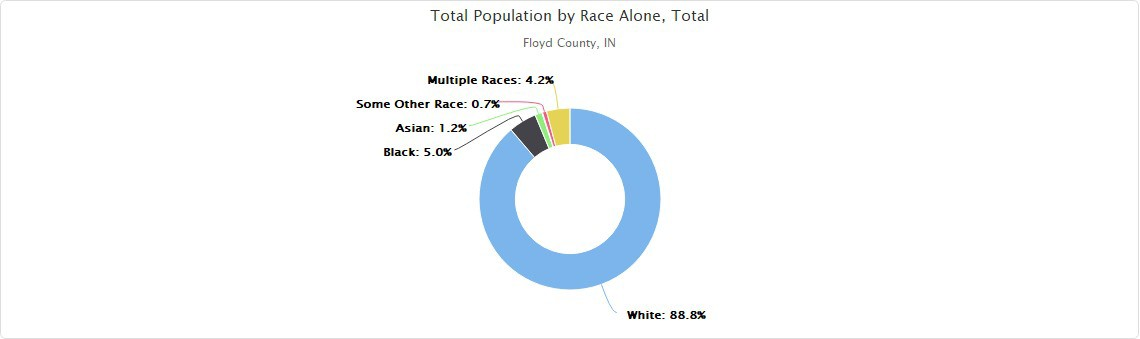 Total Population by Race Alone, Total
Floyd County, IN
Multiple Races: 4.2%
Some Other Race: 0.7%
Asian: 1.2%
Black: 5.0%
White: 88.8%